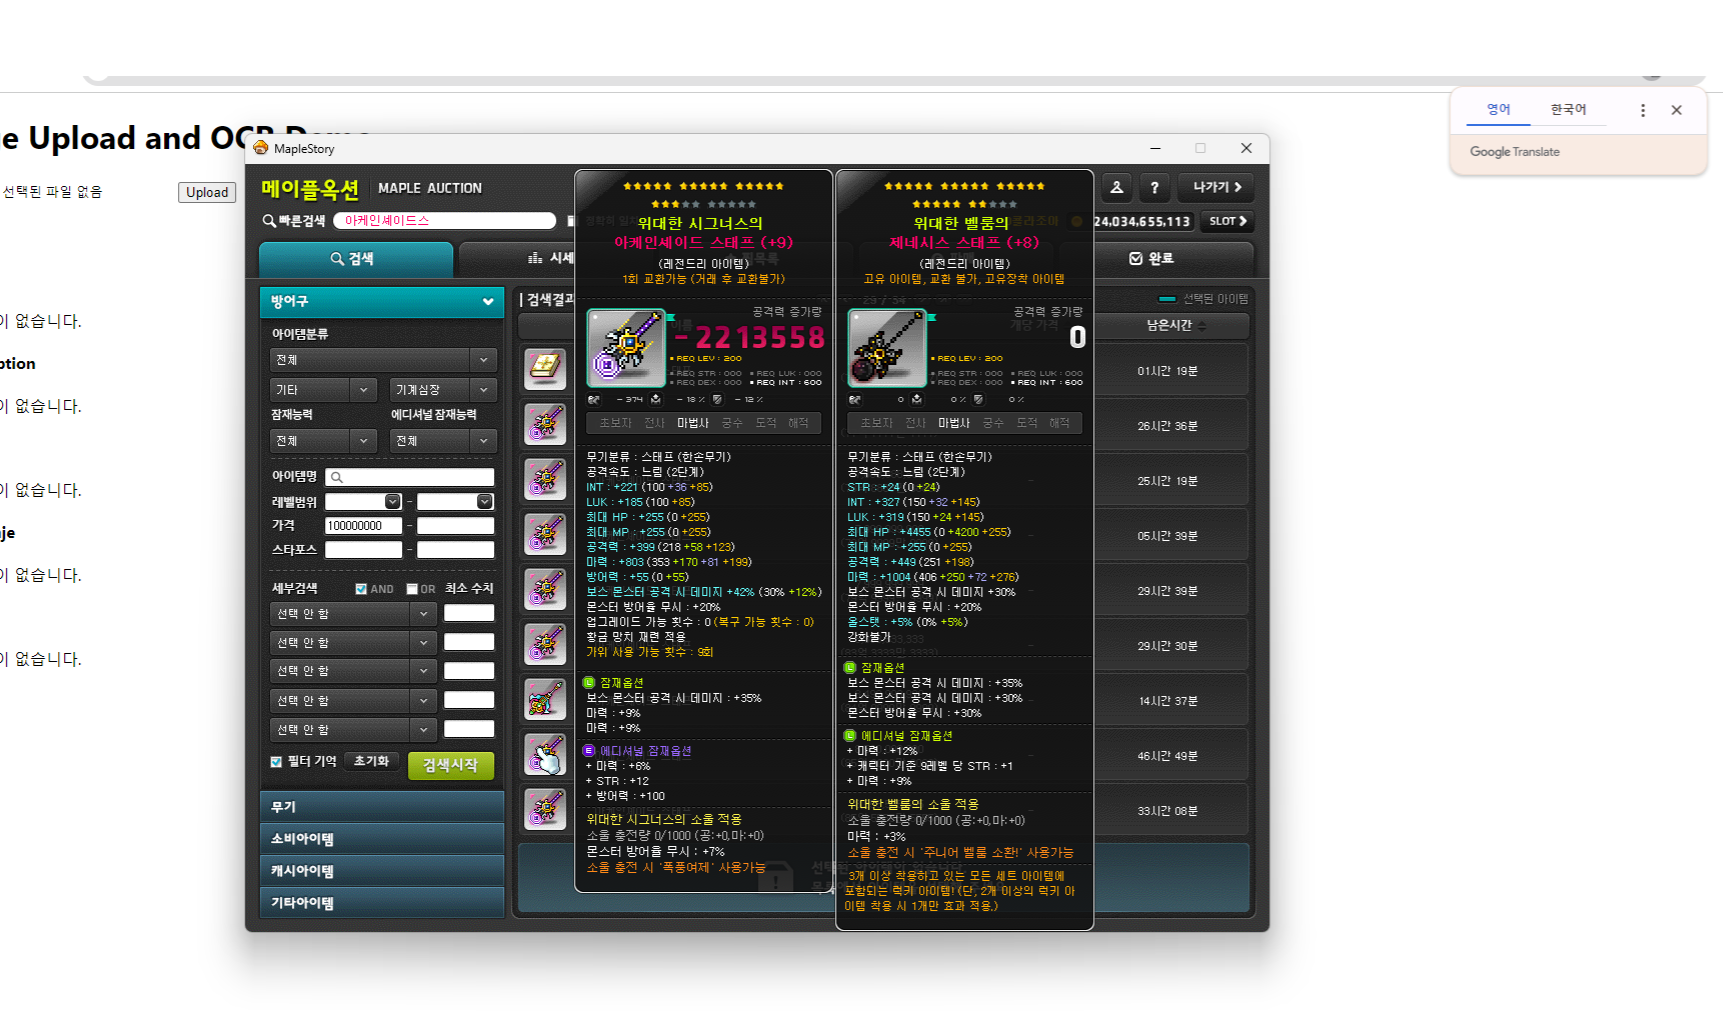 e Upload and OCR Demo
선택된 파일 없음
Upload
이 없습니다.
ption
이 없습니다.
이 없습니다.
je
이 없습니다.
이 없습니다.
영어
한국어
Google Translate
MapleStory
메이플옥션
MAPLE AUCTION
나가기
빠른검색
아케인셰이드스
24,034,655,113
SLOT
검색
시세
완료
방어구
아이템분류
전체
기타
기계심장
잠재능력
에디셔널 잠재능력
전체
전체
아이템명
레벨범위 -
가격 100000000 -
스타포스 -
세부검색 AND OR 최소 수치
선택 안 함
선택 안 함
선택 안 함
선택 안 함
선택 안 함
필터 기억
초기화
검색시작
무기
소비아이템
캐시아이템
기타아이템
검색결과
선택된 아이템
남은시간
01시간 19분
26시간 36분
25시간 19분
05시간 39분
29시간 39분
29시간 30분
14시간 37분
46시간 49분
33시간 08분
위대한 시그너스의
아케인셰이드 스태프 (+9)
(레전드리 아이템)
1회 교환가능 (거래 후 교환불가)
공격력 증가량
-2213558
REQ LEV : 200
REQ STR : 000 REQ LUK : 000
REQ DEX : 000 REQ INT : 600
- 374 - 18 % - 12 %
초보자 전사 마법사 궁수 도적 해적
무기분류 : 스태프 (한손무기)
공격속도 : 느림 (2단계)
INT : +221 (100 +36 +85)
LUK : +185 (100 +85)
최대 HP : +255 (0 +255)
최대 MP : +255 (0 +255)
공격력 : +399 (218 +58 +123)
마력 : +803 (353 +170 +81 +199)
방어력 : +55 (0 +55)
보스 몬스터 공격 시 데미지 +42% (30% +12%)
몬스터 방어율 무시 : +20%
업그레이드 가능 횟수 : 0 (복구 가능 횟수 : 0)
황금 망치 재련 적용
가위 사용 가능 횟수 : 9회
잠재옵션
보스 몬스터 공격 시 데미지 : +35%
마력 : +9%
마력 : +9%
에디셔널 잠재옵션
+ 마력 : +6%
+ STR : +12
+ 방어력 : +100
위대한 시그너스의 소울 적용
소울 충전량 0/1000 (공:+0,마:+0)
몬스터 방어율 무시 : +7%
소울 충전 시 '폭풍여제' 사용가능
위대한 벨룸의
제네시스 스태프 (+8)
(레전드리 아이템)
고유 아이템, 교환 불가, 고유장착 아이템
공격력 증가량
0
REQ LEV : 200
REQ STR : 000 REQ LUK : 000
REQ DEX : 000 REQ INT : 600
0 0 % 0 %
초보자 전사 마법사 궁수 도적 해적
무기분류 : 스태프 (한손무기)
공격속도 : 느림 (2단계)
STR : +24 (0 +24)
INT : +327 (150 +32 +145)
LUK : +319 (150 +24 +145)
최대 HP : +4455 (0 +4200 +255)
최대 MP : +255 (0 +255)
공격력 : +449 (251 +198)
마력 : +1004 (406 +250 +72 +276)
보스 몬스터 공격 시 데미지 +30%
몬스터 방어율 무시 : +20%
올스탯 : +5% (0% +5%)
강화불가
잠재옵션
보스 몬스터 공격 시 데미지 : +35%
보스 몬스터 공격 시 데미지 : +30%
몬스터 방어율 무시 : +30%
에디셔널 잠재옵션
+ 마력 : +12%
+ 캐릭터 기준 9레벨 당 STR : +1
+ 마력 : +9%
위대한 벨룸의 소울 적용
소울 충전량 0/1000 (공:+0,마:+0)
마력 : +3%
소울 충전 시 '주니어 벨룸 소환!' 사용가능
3개 이상 착용하고 있는 모든 세트 아이템에
포함되는 럭키 아이템! (단, 2개 이상의 럭키 아
이템 착용 시 1개만 효과 적용.)